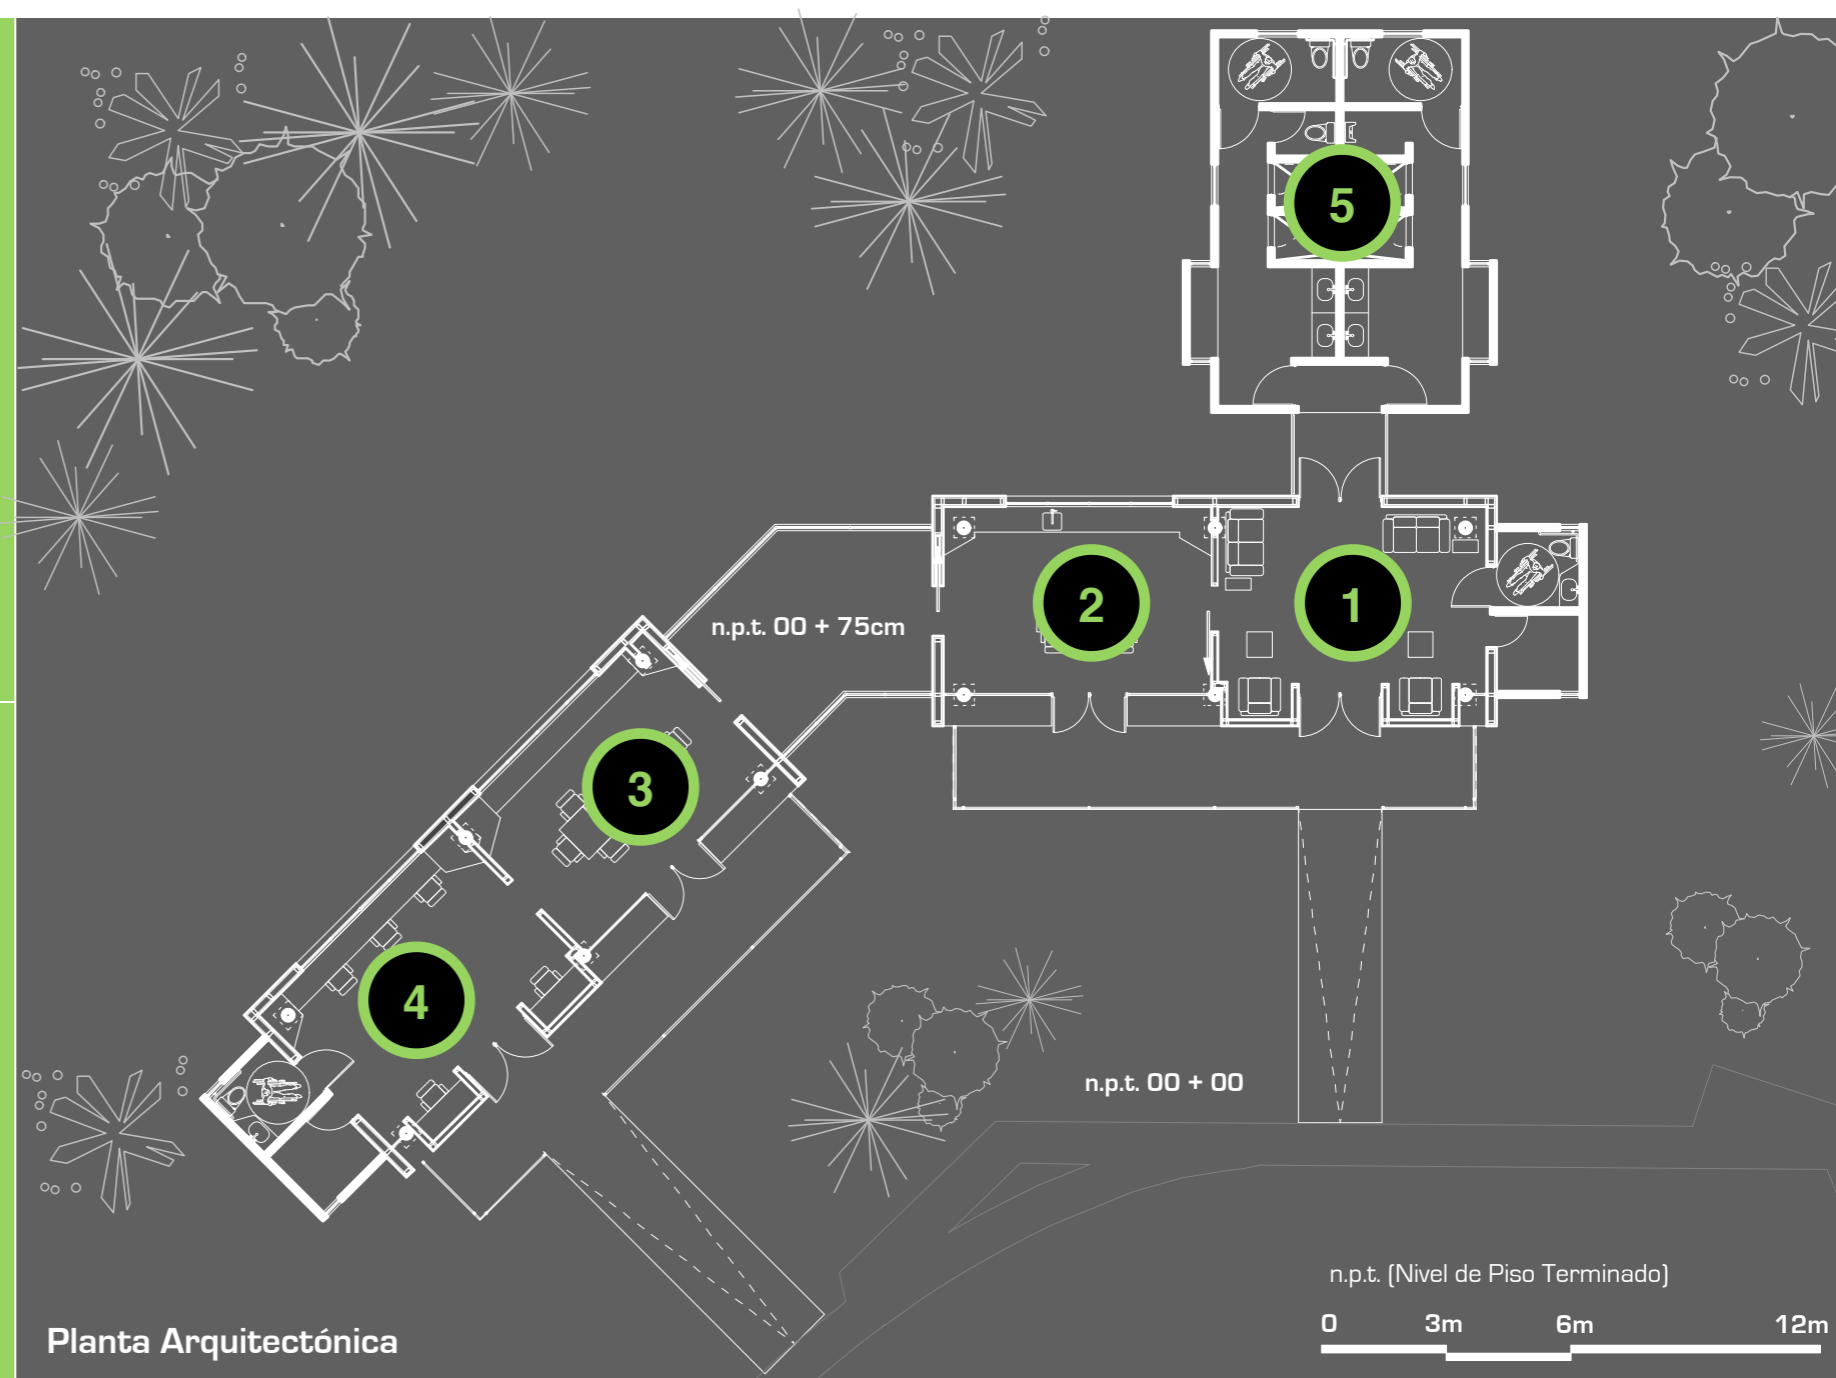 5
2
1
n.p.t. 00 + 75cm
3
4
n.p.t. 00 + 00
n.p.t. (Nivel de Piso Terminado)
0 3m 6m 12m
Planta Arquitectónica